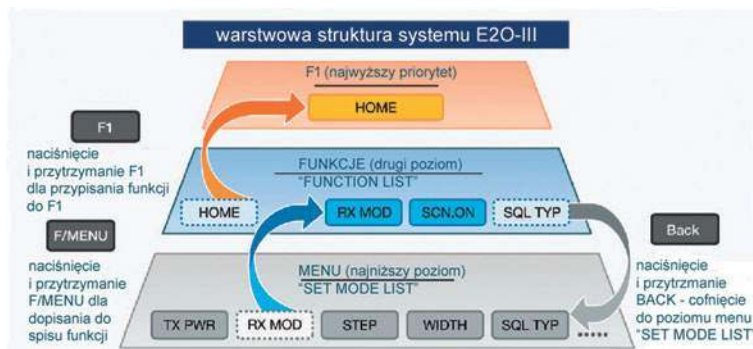 warstwowa struktura systemu E2O-III
F1 (najwyższy priorytet)
HOME
F1
naciśnięcie
i przytrzymanie F1
dla przypisania funkcji
do F1
FUNKCJE (drugi poziom)
"FUNCTION LIST"
HOME
RX MOD
SCN.ON
SQL TYP
F/MENU
naciśnięcie
i przytrzymanie
F/MENU dla
dopisania do
spisu funkcji
Back
naciśnięcie
i przytrzmanie
BACK - cofnięcie
do poziomu menu
"SET MODE LIST"
MENU (najniższy poziom)
"SET MODE LIST"
TX PWR
RX MOD
STEP
WIDTH
SQL TYP
.....